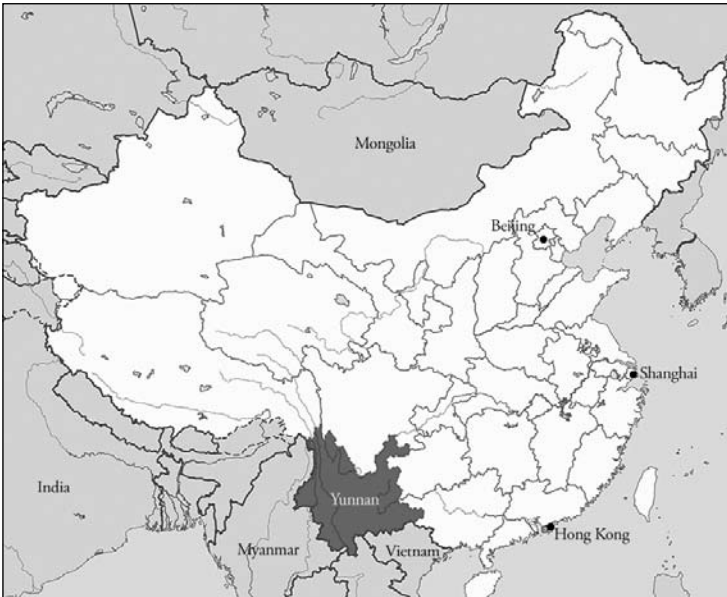 Mongolia
Beijing
Shanghai
India
Yunnan
Myanmar
Vietnam
Hong Kong